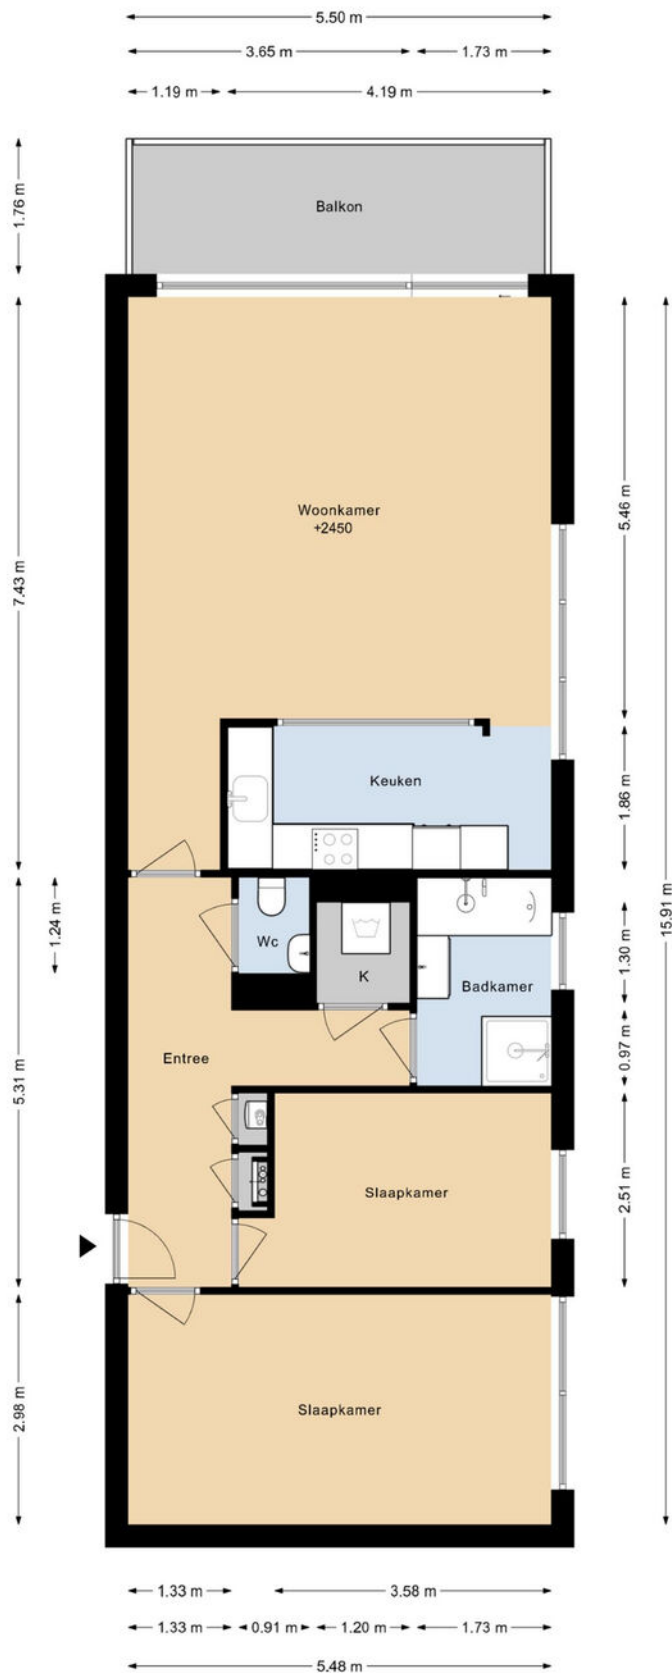 5.50 m
3.65 m
1.73 m
1.19 m
4.19 m
1.76 m
Balkon
7.43 m
Woonkamer
+2450
5.46 m
15.91 m
Keuken
1.86 m
1.24 m
Wc
K
Badkamer
1.30 m
5.31 m
Entree
0.97 m
Slaapkamer
2.51 m
2.98 m
Slaapkamer
1.33 m
3.58 m
1.33 m
0.91 m
1.20 m
1.73 m
5.48 m